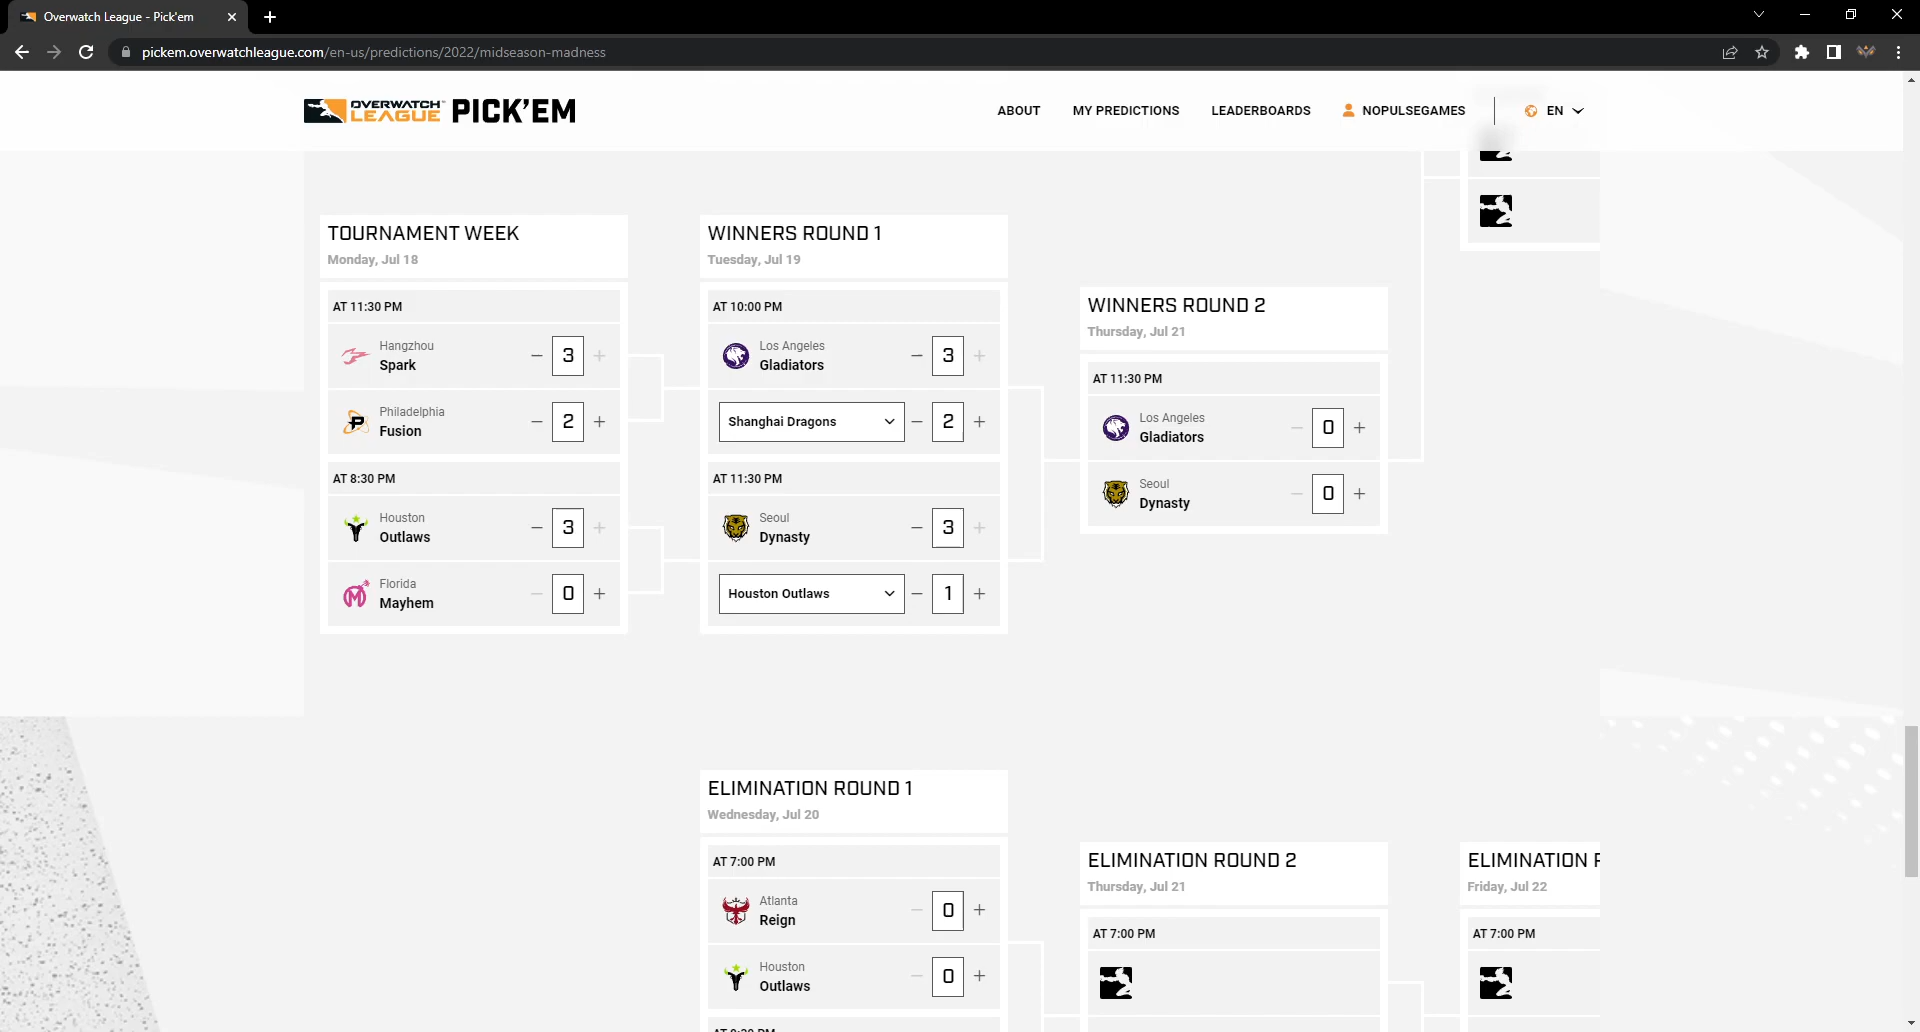 Overwatch League - Pick'em
pickem.overwatchleague.com/en-us/predictions/2022/midseason-madness
OVERWATCH LEAGUE PICK'EM
ABOUT
MY PREDICTIONS
LEADERBOARDS
NOPULSEGAMES
EN
TOURNAMENT WEEK
Monday, Jul 18
AT 11:30 PM
Hangzhou
Spark
3
Philadelphia
Fusion
2
AT 8:30 PM
Houston
Outlaws
3
Florida
Mayhem
0
WINNERS ROUND 1
Tuesday, Jul 19
AT 10:00 PM
Los Angeles
Gladiators
3
Shanghai Dragons
2
AT 11:30 PM
Seoul
Dynasty
3
Houston Outlaws
1
WINNERS ROUND 2
Thursday, Jul 21
AT 11:30 PM
Los Angeles
Gladiators
0
Seoul
Dynasty
0
ELIMINATION ROUND 1
Wednesday, Jul 20
AT 7:00 PM
Atlanta
Reign
0
Houston
Outlaws
0
AT 8:30 PM
ELIMINATION ROUND 2
Thursday, Jul 21
AT 7:00 PM
ELIMINATION
Friday, Jul 22
AT 7:00 PM